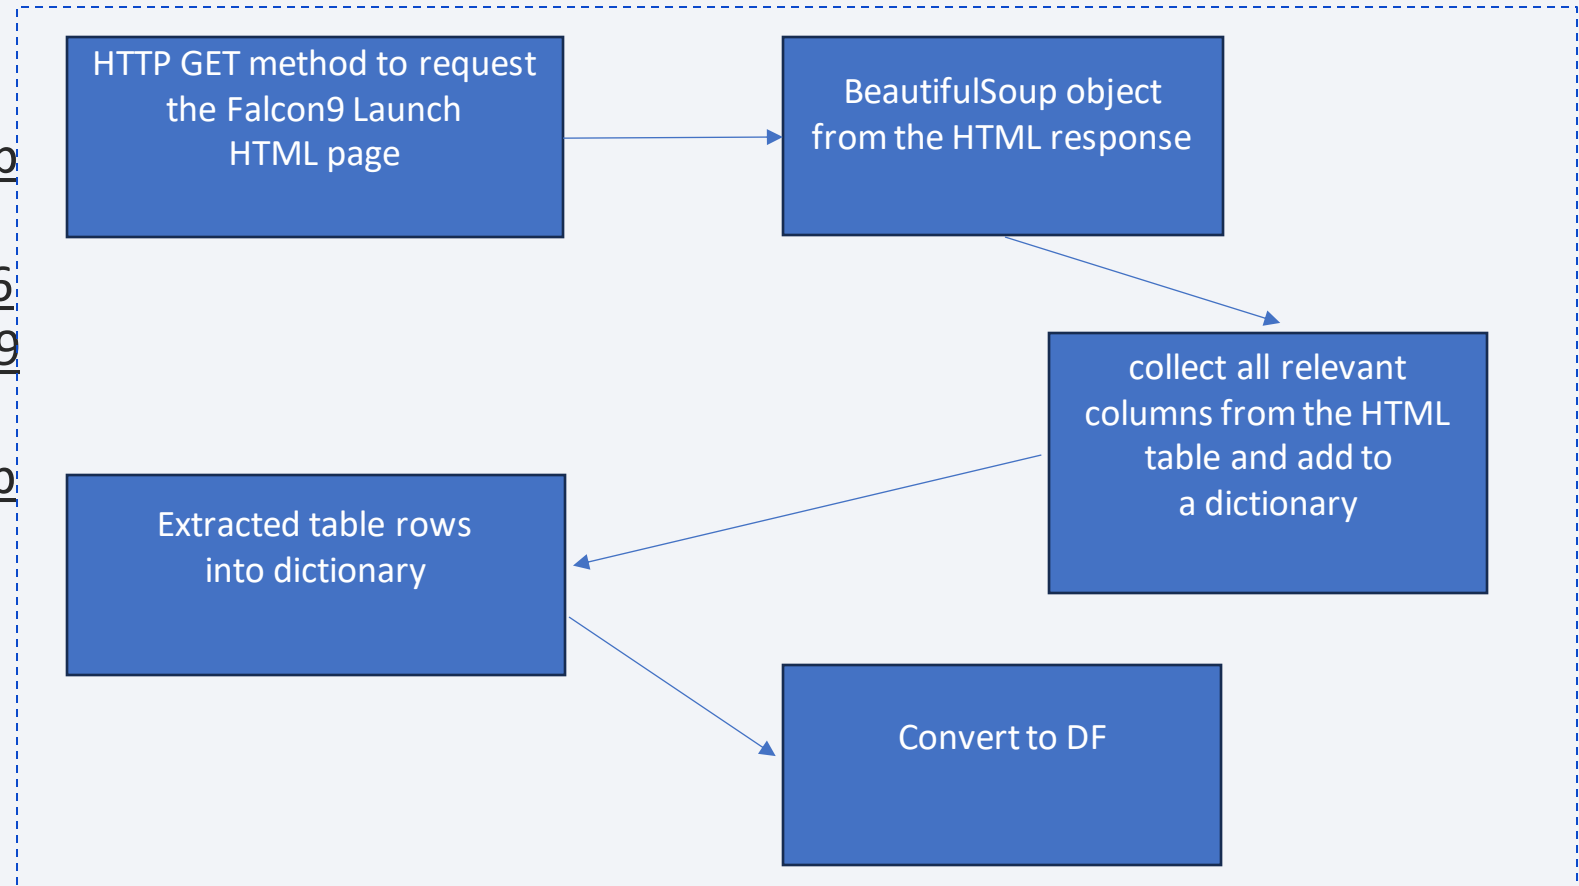 HTTP GET method to request
the Falcon9 Launch
HTML page
BeautifulSoup object
from the HTML response
collect all relevant
columns from the HTML
table and add to
a dictionary
Extracted table rows
into dictionary
Convert to DF
9